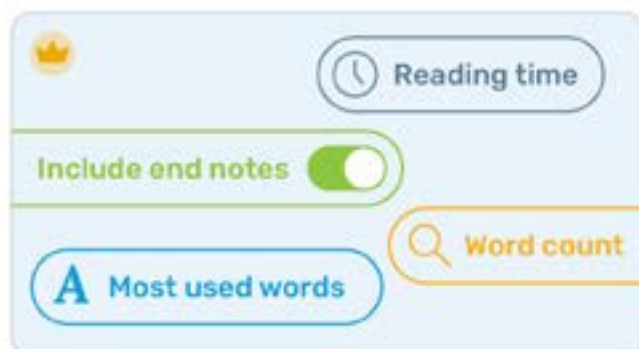 Reading time
Include end notes
Word count
A Most used words